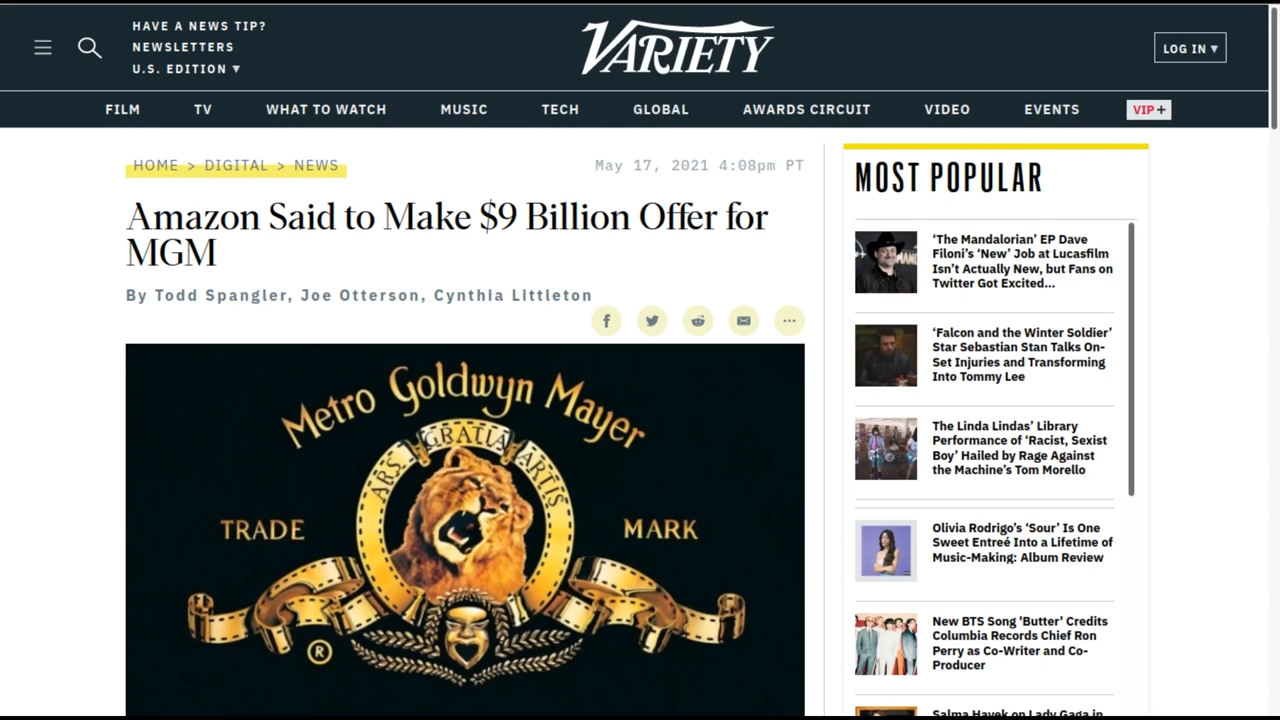 HAVE A NEWS TIP?
NEWSLETTERS
U.S. EDITION ▼
VARIETY
LOG IN ▼
FILM TV WHAT TO WATCH MUSIC TECH GLOBAL AWARDS CIRCUIT VIDEO EVENTS VIP+
HOME > DIGITAL > NEWS
May 17, 2021 4:08pm PT
Amazon Said to Make $9 Billion Offer for
MGM
By Todd Spangler, Joe Otterson, Cynthia Littleton
Metro Goldwyn Mayer
ARS GRATIA ARTIS
TRADE MARK
®
MOST POPULAR
‘The Mandalorian’ EP Dave
Filoni’s ‘New’ Job at Lucasfilm
Isn’t Actually New, but Fans on
Twitter Got Excited...
‘Falcon and the Winter Soldier’
Star Sebastian Stan Talks On-
Set Injuries and Transforming
Into Tommy Lee
The Linda Lindas’ Library
Performance of ‘Racist, Sexist
Boy’ Hailed by Rage Against
the Machine’s Tom Morello
Olivia Rodrigo’s ‘Sour’ Is One
Sweet Entreé Into a Lifetime of
Music-Making: Album Review
New BTS Song 'Butter' Credits
Columbia Records Chief Ron
Perry as Co-Writer and Co-
Producer
Salma Hayek on Lady Gaga in